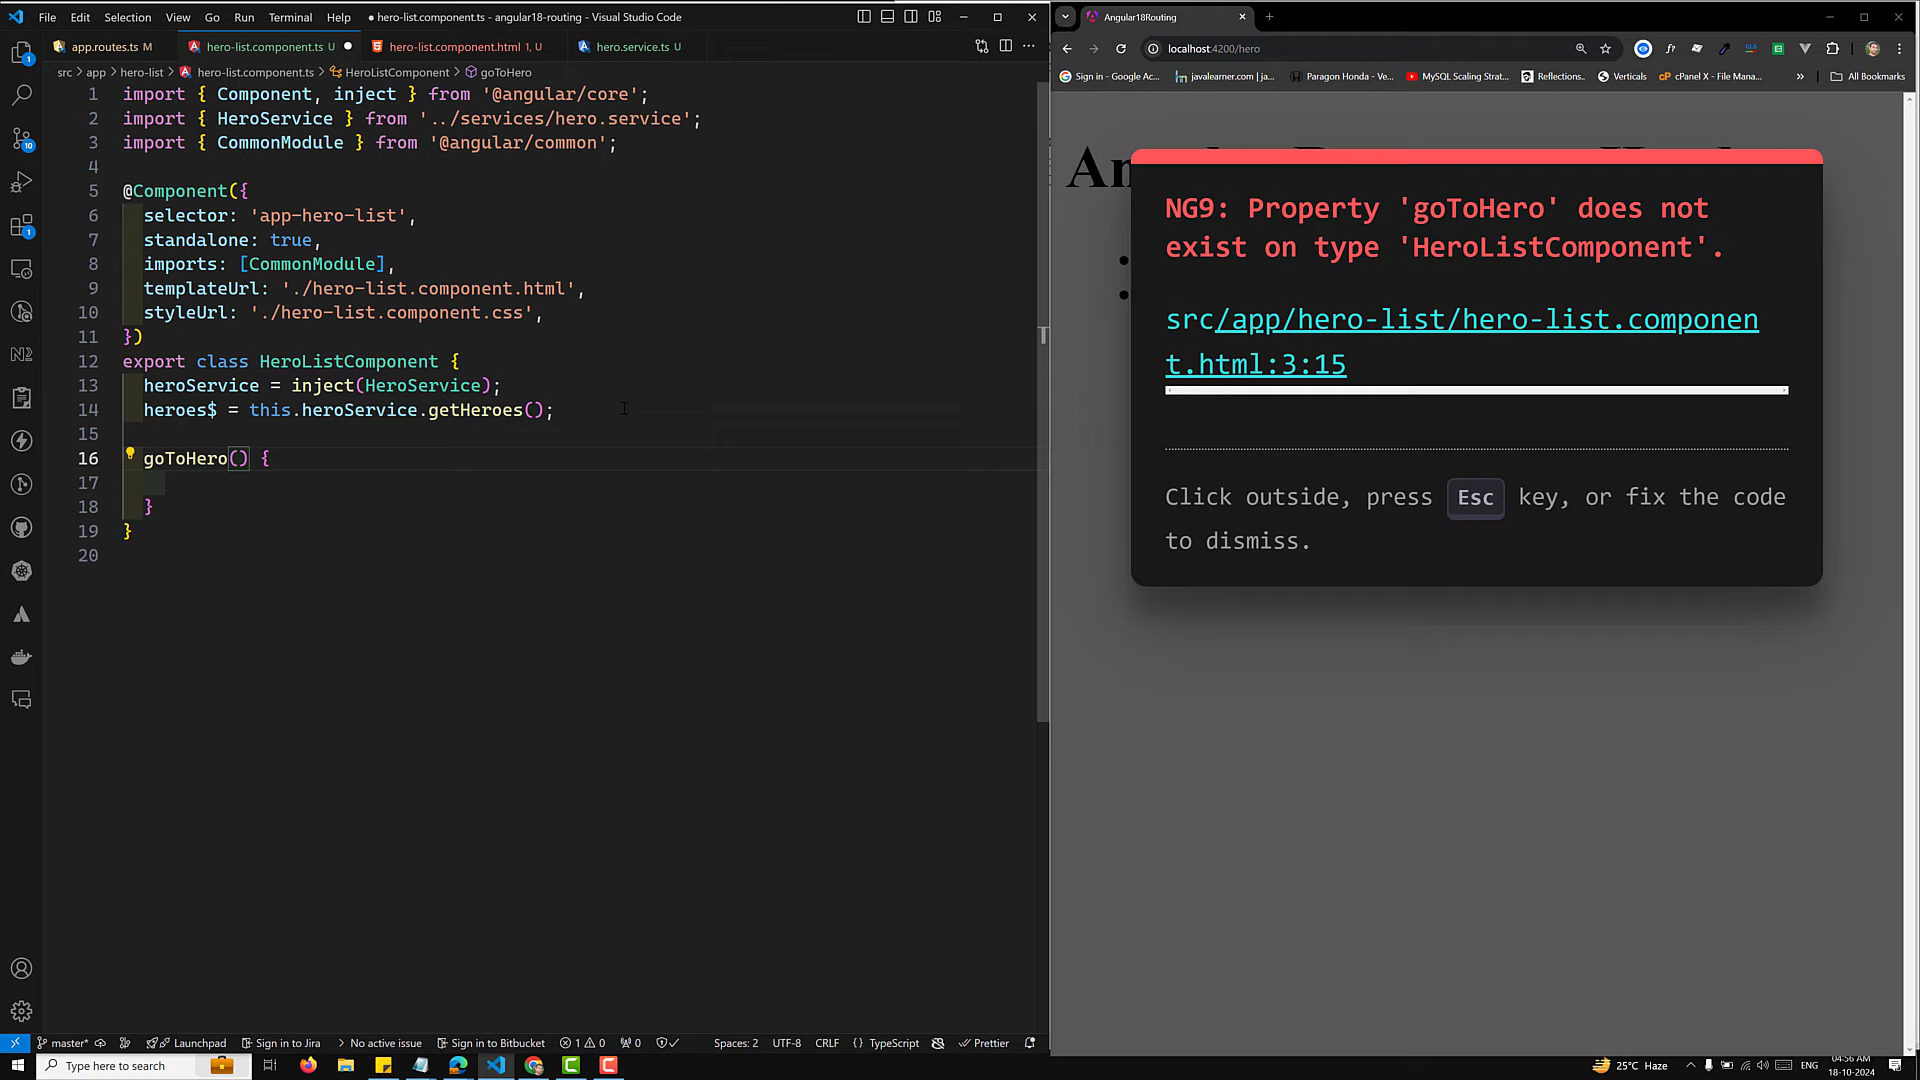 File Edit Selection View Go Run Terminal Help
● hero-list.component.ts - angular18-routing - Visual Studio Code
app.routes.ts M
hero-list.component.ts U ●
hero-list.component.html 1, U
hero.service.ts U
src > app > hero-list > hero-list.component.ts > HeroListComponent > goToHero
1 import { Component, inject } from '@angular/core';
2 import { HeroService } from '../services/hero.service';
3 import { CommonModule } from '@angular/common';
4
5 @Component({
6 selector: 'app-hero-list',
7 standalone: true,
8 imports: [CommonModule],
9 templateUrl: './hero-list.component.html',
10 styleUrl: './hero-list.component.css',
11 })
12 export class HeroListComponent {
13 heroService = inject(HeroService);
14 heroes$ = this.heroService.getHeroes();
15
16 goToHero() {
17
18 }
19 }
20
master* Launchpad Sign in to Jira No active issue Sign in to Bitbucket 1 0 0 Spaces: 2 UTF-8 CRLF {} TypeScript Prettier
Angular18Routing
localhost:4200/hero
Sign in - Google Ac... javalearner.com | ja... Paragon Honda - Ve... MySQL Scaling Strat... Reflections.. Verticals cPanel X - File Mana... » All Bookmarks
NG9: Property 'goToHero' does not
exist on type 'HeroListComponent'.
src/app/hero-list/hero-list.componen
t.html:3:15
Click outside, press Esc key, or fix the code
to dismiss.
Type here to search
25°C Haze
ENG
04:56 AM
18-10-2024